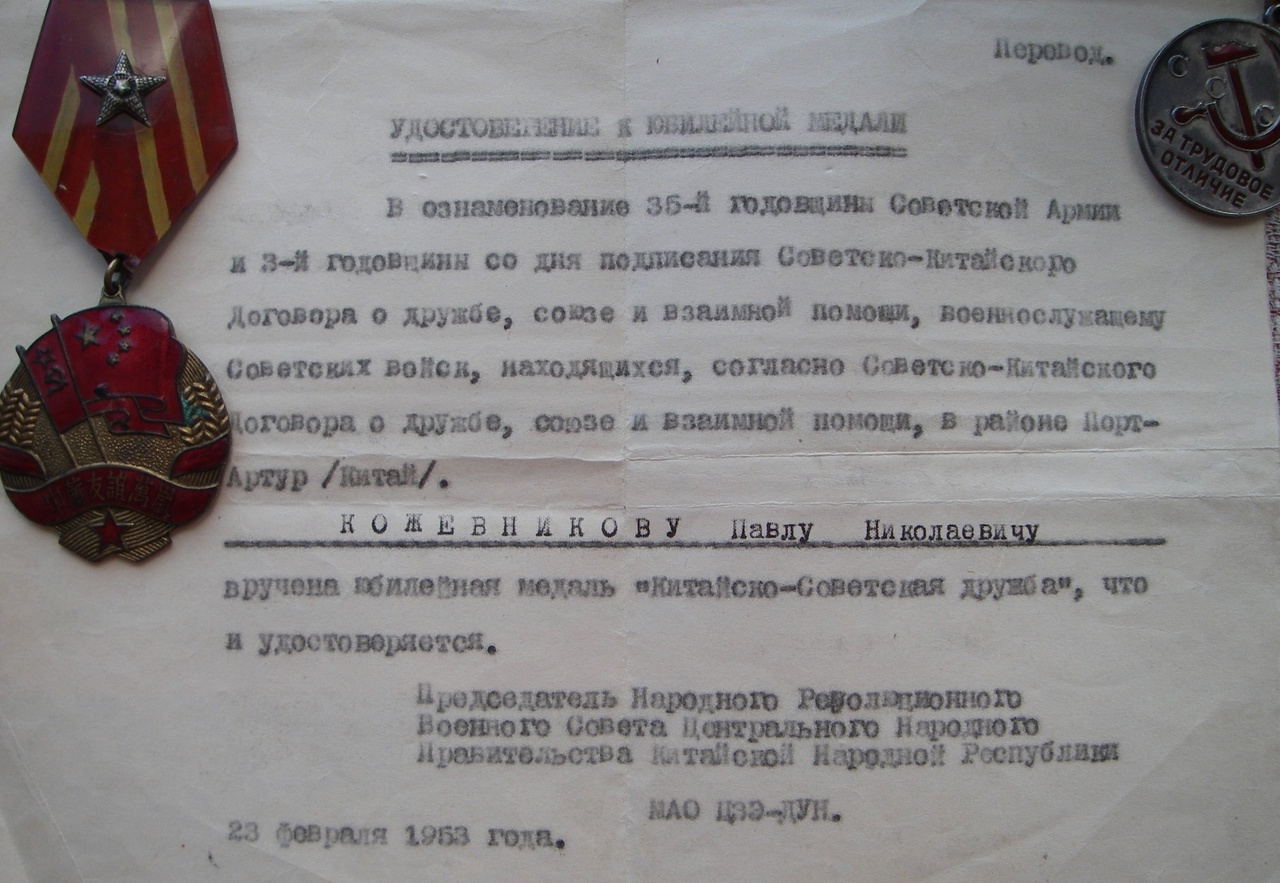 Перевод.
УДОСТОВЕРЕНИЕ К ЮБИЛЕЙНОЙ МЕДАЛИ
В ознаменование 35-й годовщины Советской Армии
и 3-й годовщины со дня подписания Советско-Китайского
Договора о дружбе, союзе и взаимной помощи, военнослужащему
Советских войск, находящихся, согласно Советско-Китайского
Договора о дружбе, союзе и взаимной помощи, в районе Порт-
Артур /Китай/.
КОЖЕВНИКОВУ Павлу Николаевичу
вручена юбилейная медаль "Китайско-Советская дружба", что
и удостоверяется.
Председатель Народного Революционного
Военного Совета Центрального Народного
Правительства Китайской Народной Республики
МАО ЦЗЭ-ДУН.
23 февраля 1953 года.
СССР
ЗА ТРУДОВОЕ
ОТЛИЧИЕ